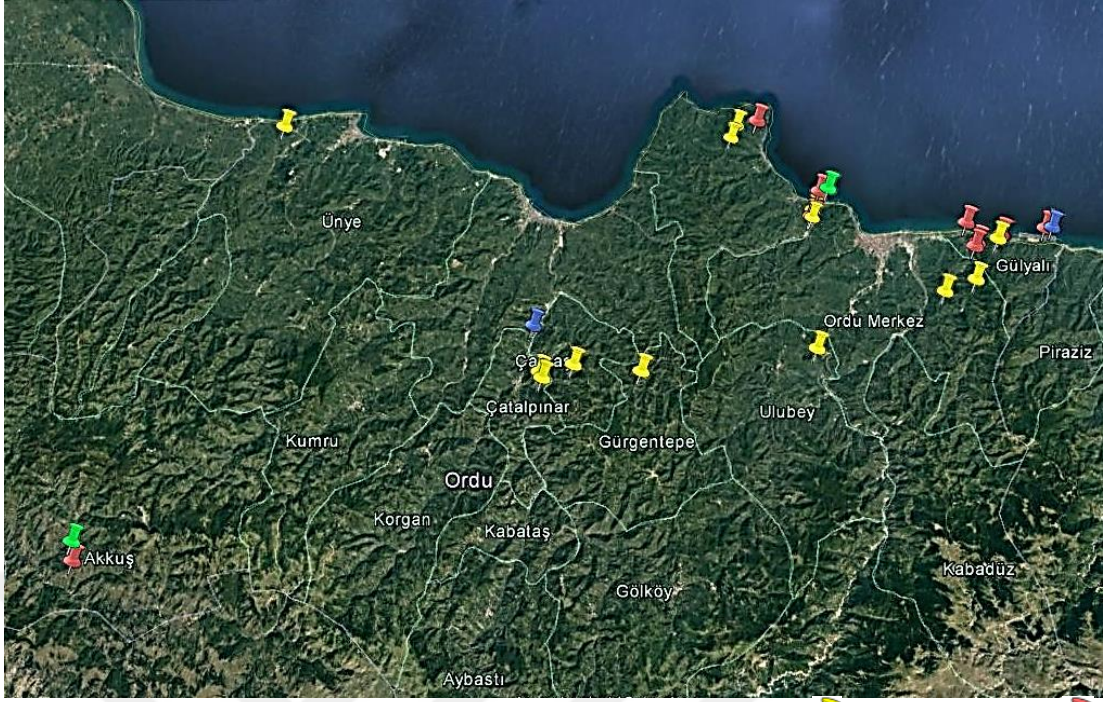 Ünye
Gülyalı
Ordu Merkez
Piraziz
Çatalpınar
Ulubey
Kumru
Gürgentepe
Ordu
Korgan
Kabataş
Akkuş
Kabadüz
Gölköy
Aybastı